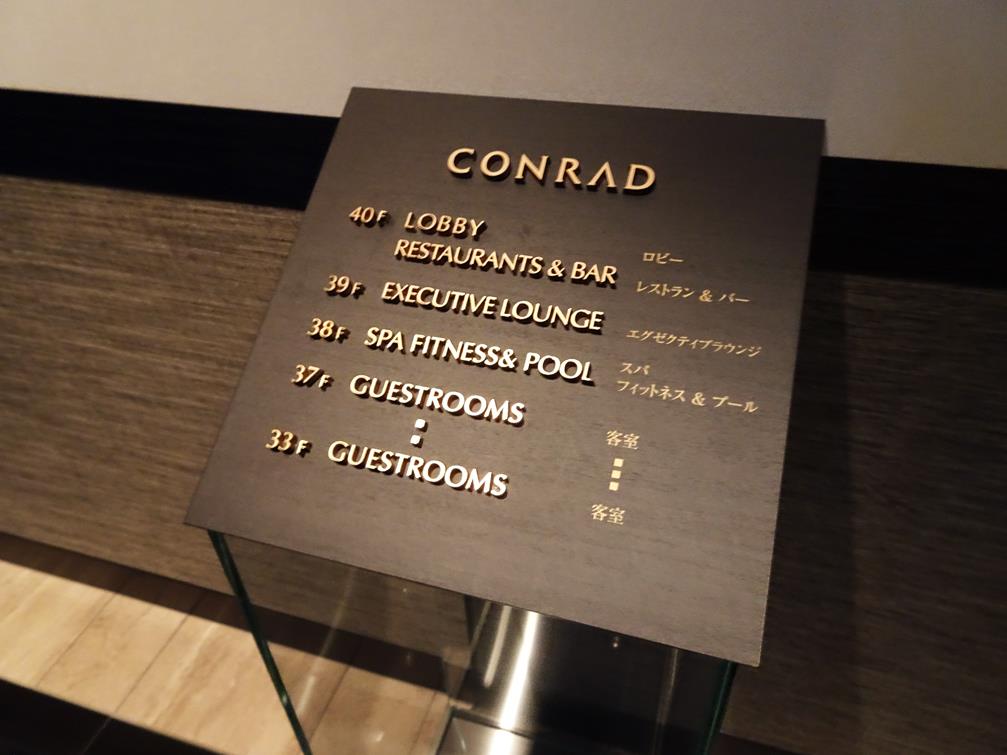 CONRAD
40F LOBBY ロビー
RESTAURANTS & BAR レストラン & バー
39F EXECUTIVE LOUNGE エグゼクティブラウンジ
38F SPA FITNESS& POOL スパ
フィットネス & プール
37F GUESTROOMS 客室
33F GUESTROOMS 客室